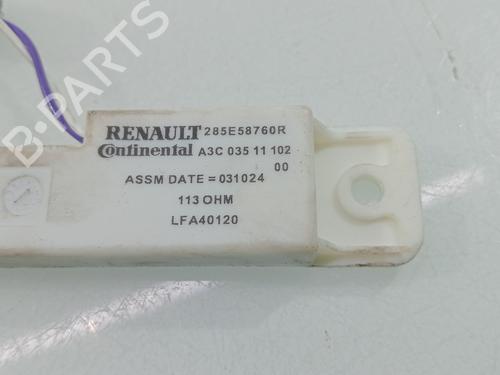 RENAULT 285E58760R
Continental A3C 035 11 102
00
ASSM DATE = 031024
113 OHM
LFA40120
B-PARTS